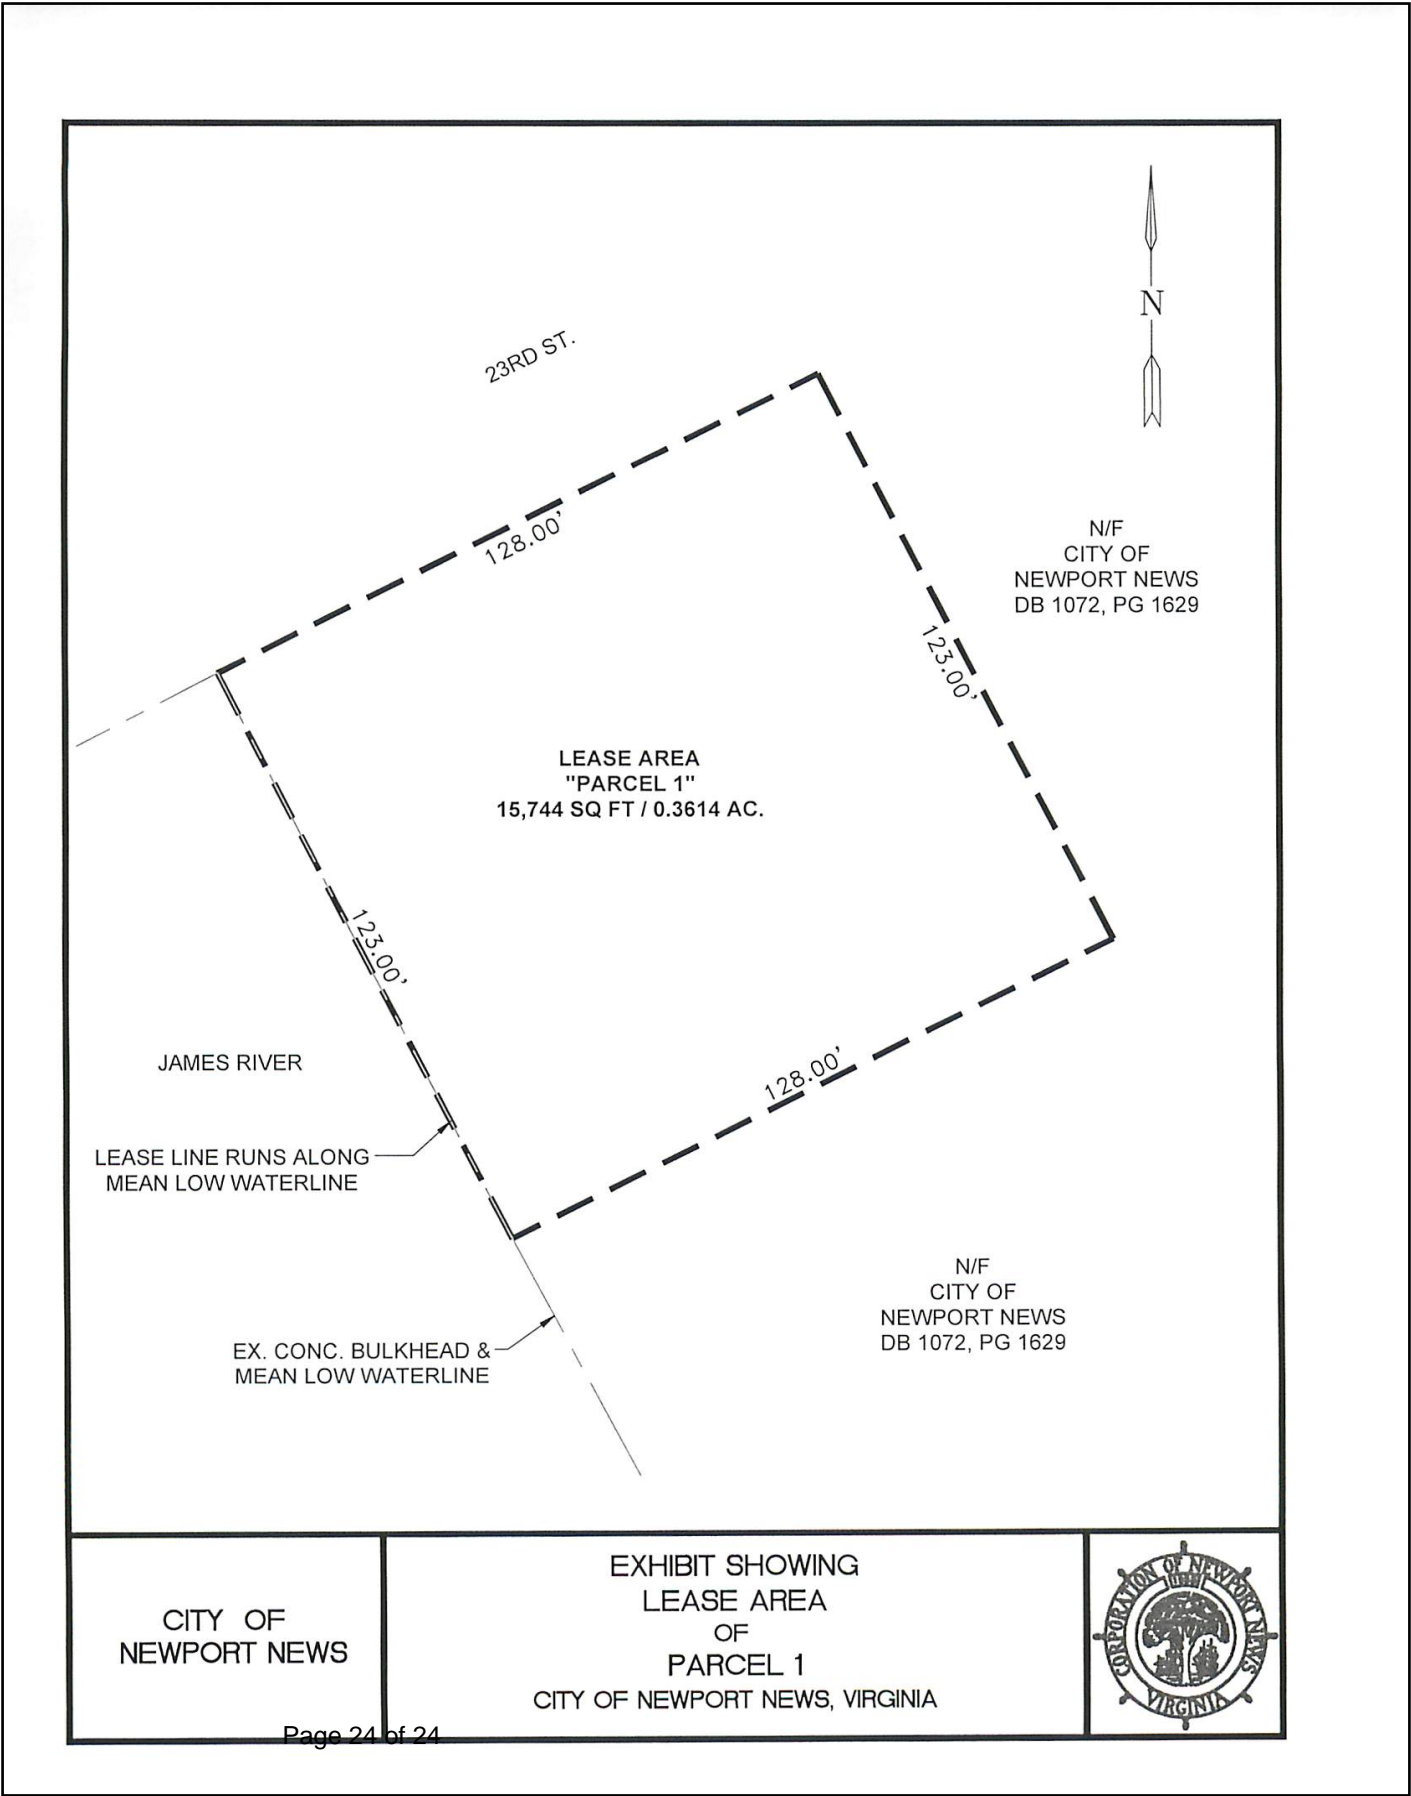 N
23RD ST.
128.00'
N/F
CITY OF
NEWPORT NEWS
DB 1072, PG 1629
123.00'
LEASE AREA
"PARCEL 1"
15,744 SQ FT / 0.3614 AC.
123.00'
JAMES RIVER
128.00'
LEASE LINE RUNS ALONG
MEAN LOW WATERLINE
N/F
CITY OF
NEWPORT NEWS
DB 1072, PG 1629
EX. CONC. BULKHEAD &
MEAN LOW WATERLINE
CITY OF
NEWPORT NEWS
EXHIBIT SHOWING
LEASE AREA
OF
PARCEL 1
CITY OF NEWPORT NEWS, VIRGINIA
CORPORATION OF NEWPORT NEWS
VIRGINIA
Page 24 of 24